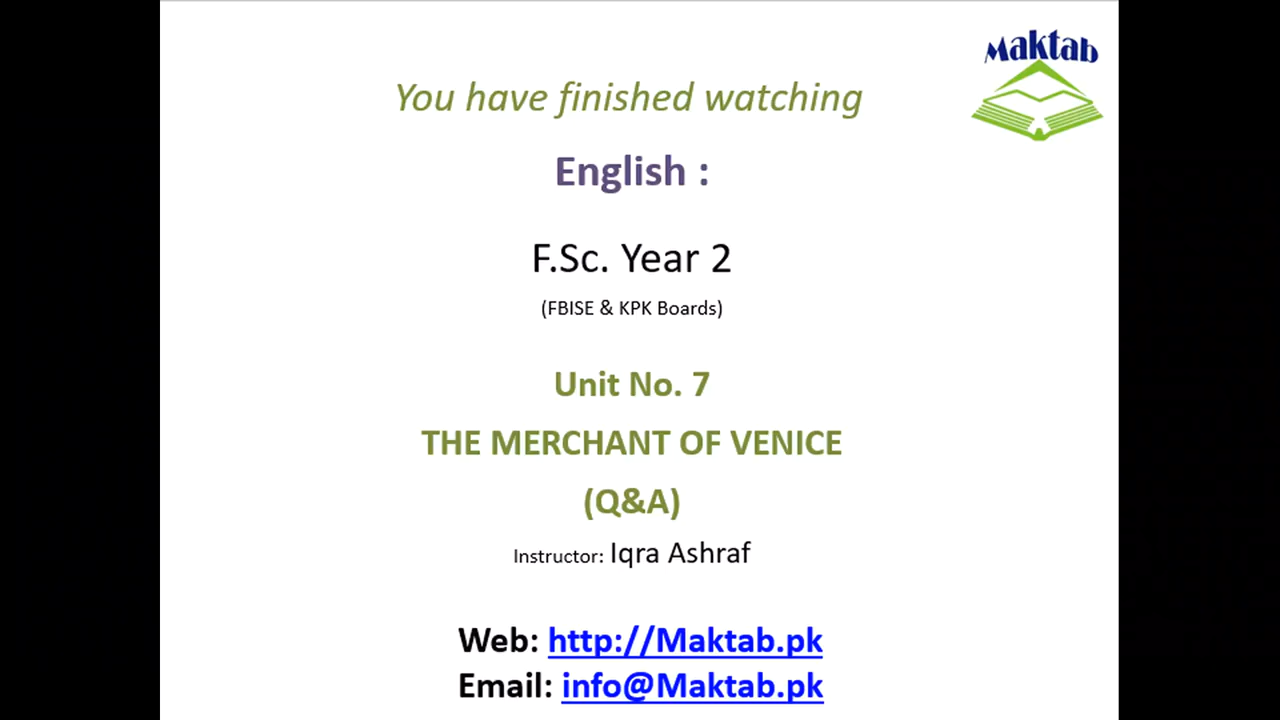 Maktab
You have finished watching
English :
F.Sc. Year 2
(FBISE & KPK Boards)
Unit No. 7
THE MERCHANT OF VENICE
(Q&A)
Instructor: Iqra Ashraf
Web: http://Maktab.pk
Email: info@Maktab.pk